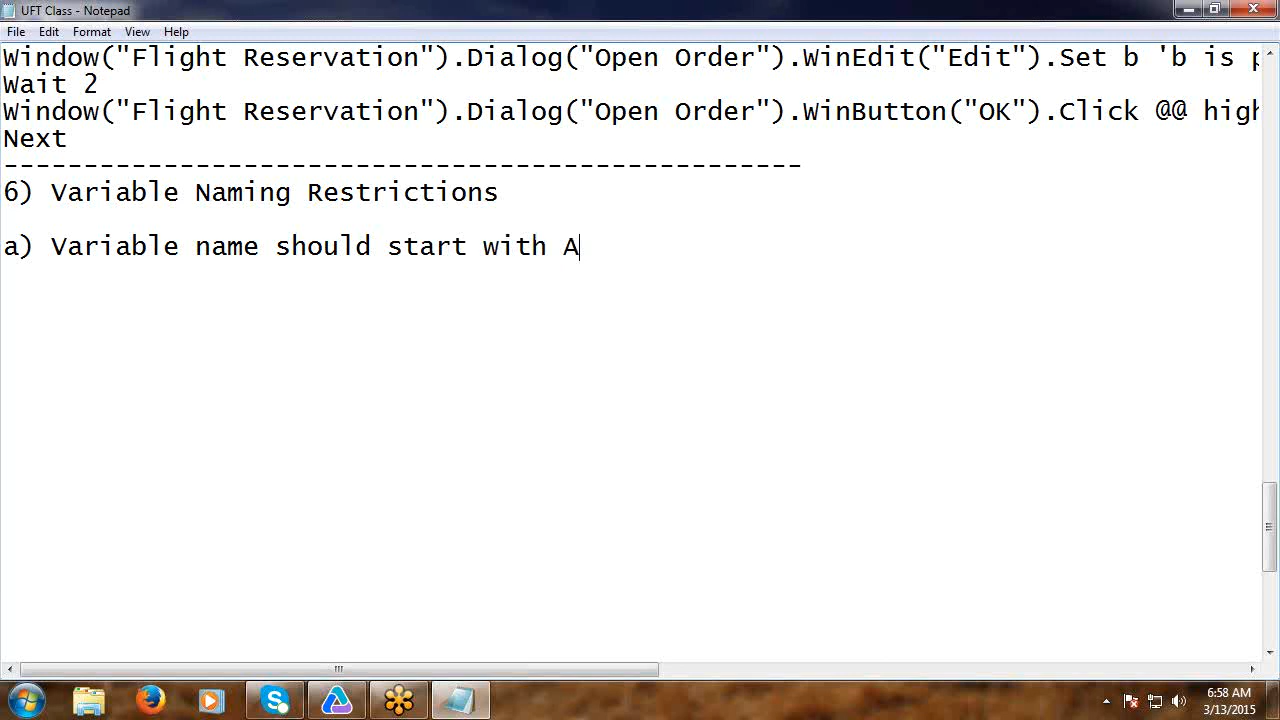 UFT Class - Notepad
File Edit Format View Help
Window("Flight Reservation").Dialog("Open Order").WinEdit("Edit").Set b 'b is p
Wait 2
Window("Flight Reservation").Dialog("Open Order").WinButton("OK").Click @@ high
Next
--------------------------------------------------
6) Variable Naming Restrictions
a) Variable name should start with A
6:58 AM
3/13/2015